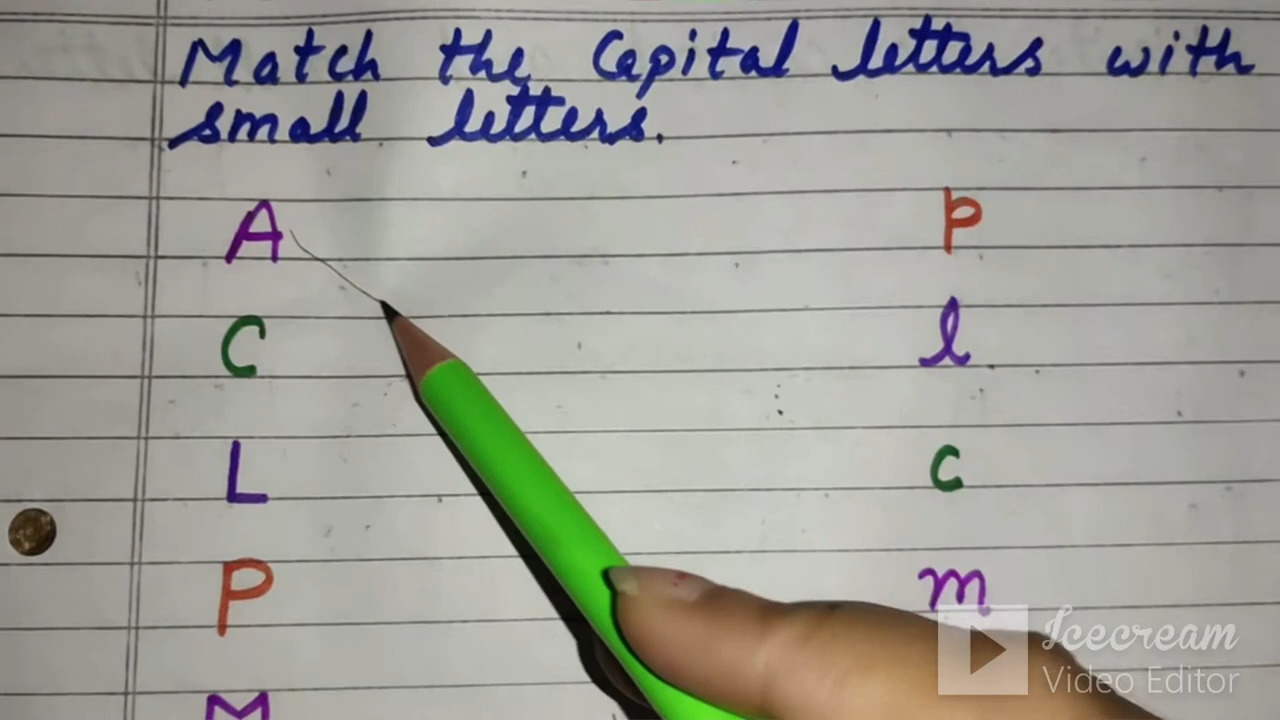 Match the Capital letters with
small letters.
A p
C l
L c
P m
M
Icecream
Video Editor